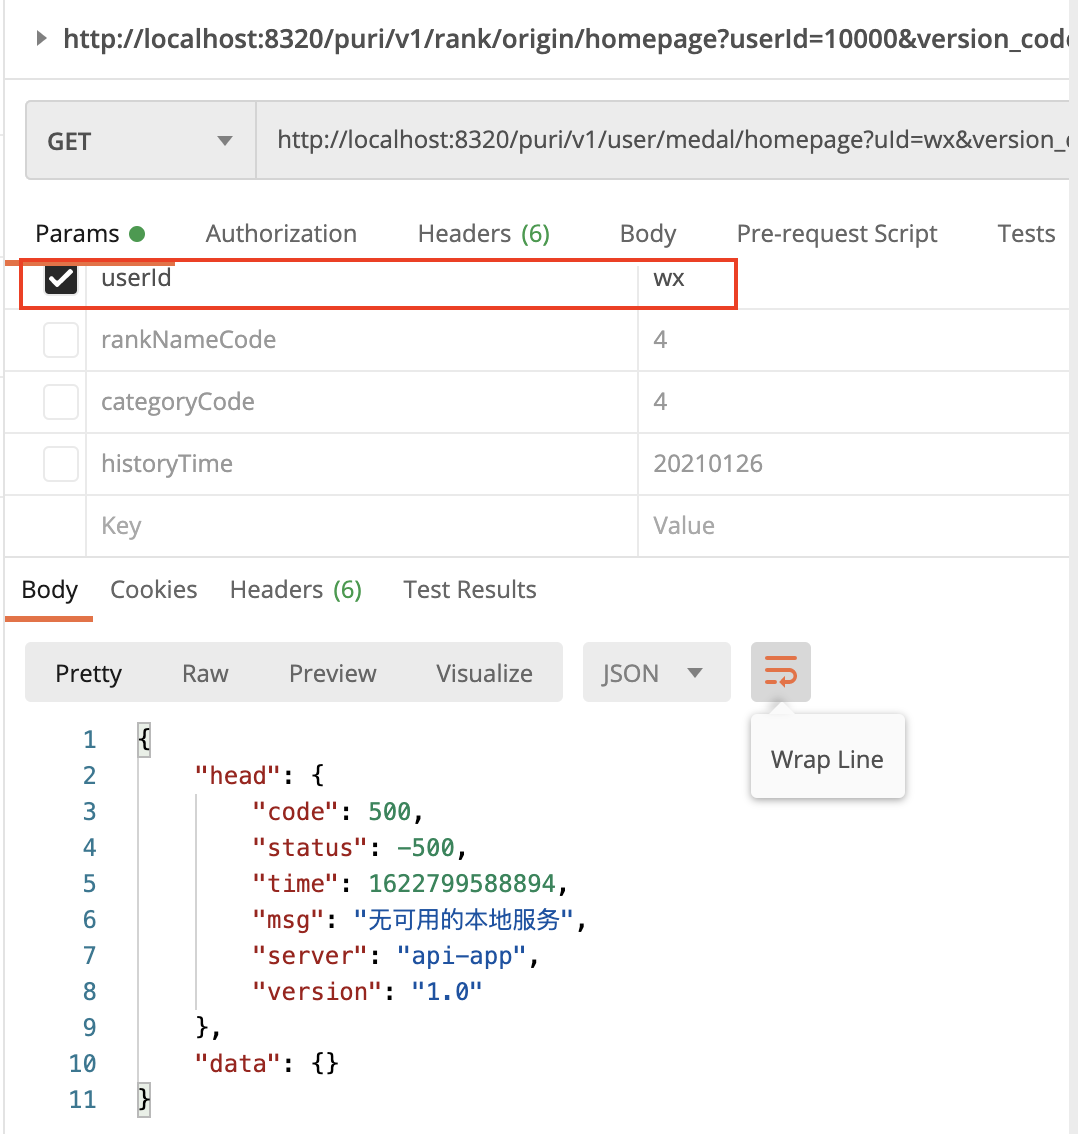 http://localhost:8320/puri/v1/rank/origin/homepage?userId=10000&version_cod
GET http://localhost:8320/puri/v1/user/medal/homepage?uId=wx&version_
Params Authorization Headers (6) Body Pre-request Script Tests
userId wx
rankNameCode 4
categoryCode 4
historyTime 20210126
Key Value
Body Cookies Headers (6) Test Results
Pretty Raw Preview Visualize JSON
Wrap Line
1 {
2 "head": {
3 "code": 500,
4 "status": -500,
5 "time": 1622799588894,
6 "msg": "无可用的本地服务",
7 "server": "api-app",
8 "version": "1.0"
9 },
10 "data": {}
11 }